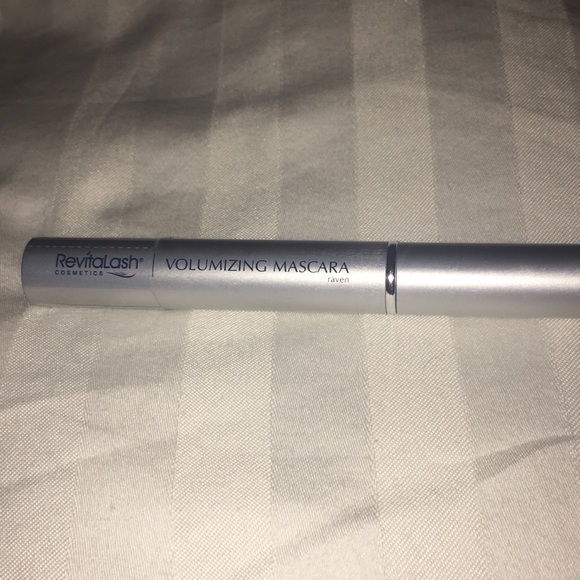 RevitaLash®
COSMETICS
VOLUMIZING MASCARA
raven